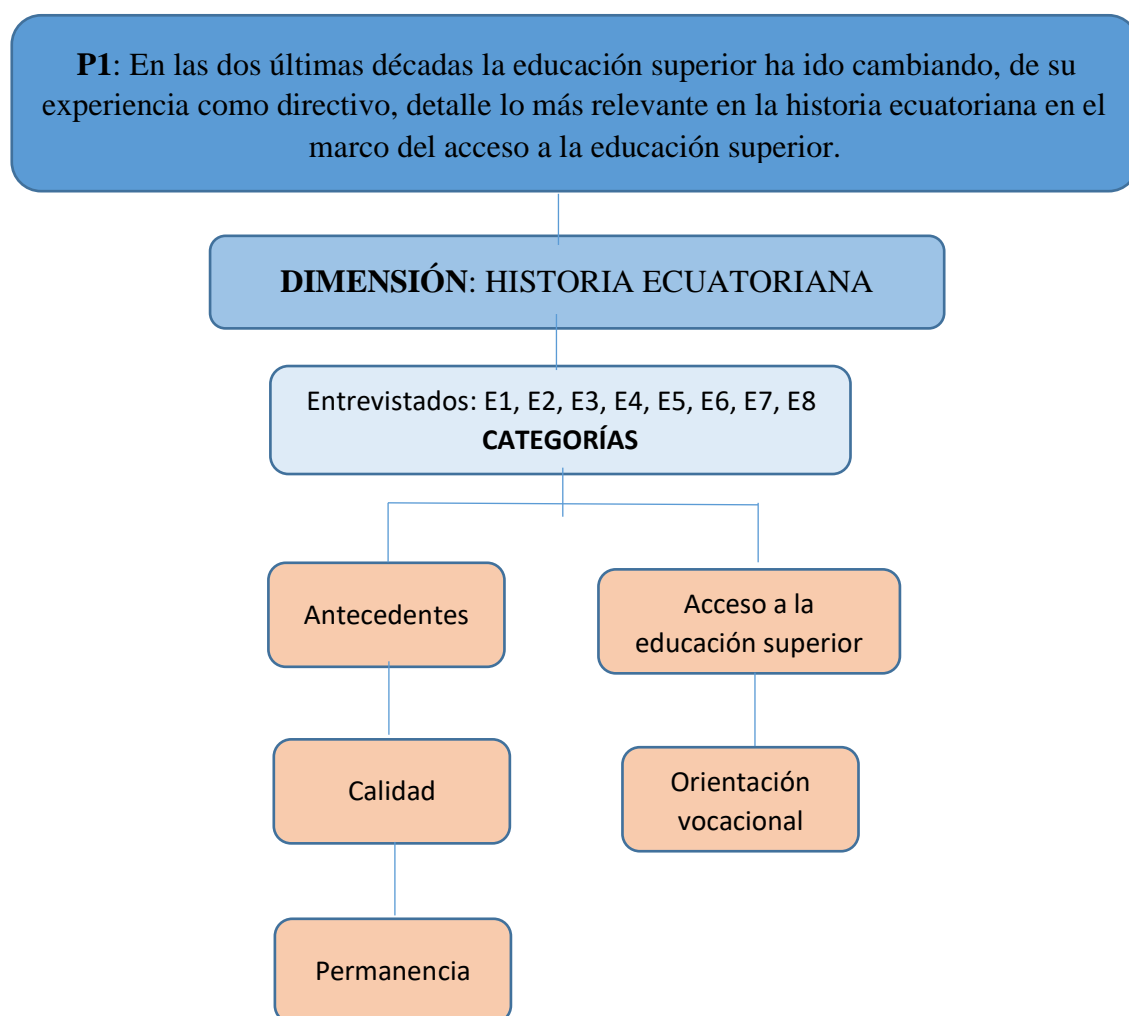 P1: En las dos últimas décadas la educación superior ha ido cambiando, de su
experiencia como directivo, detalle lo más relevante en la historia ecuatoriana en el
marco del acceso a la educación superior.
DIMENSIÓN: HISTORIA ECUATORIANA
Entrevistados: E1, E2, E3, E4, E5, E6, E7, E8
CATEGORÍAS
Antecedentes
Acceso a la
educación superior
Calidad
Orientación
vocacional
Permanencia